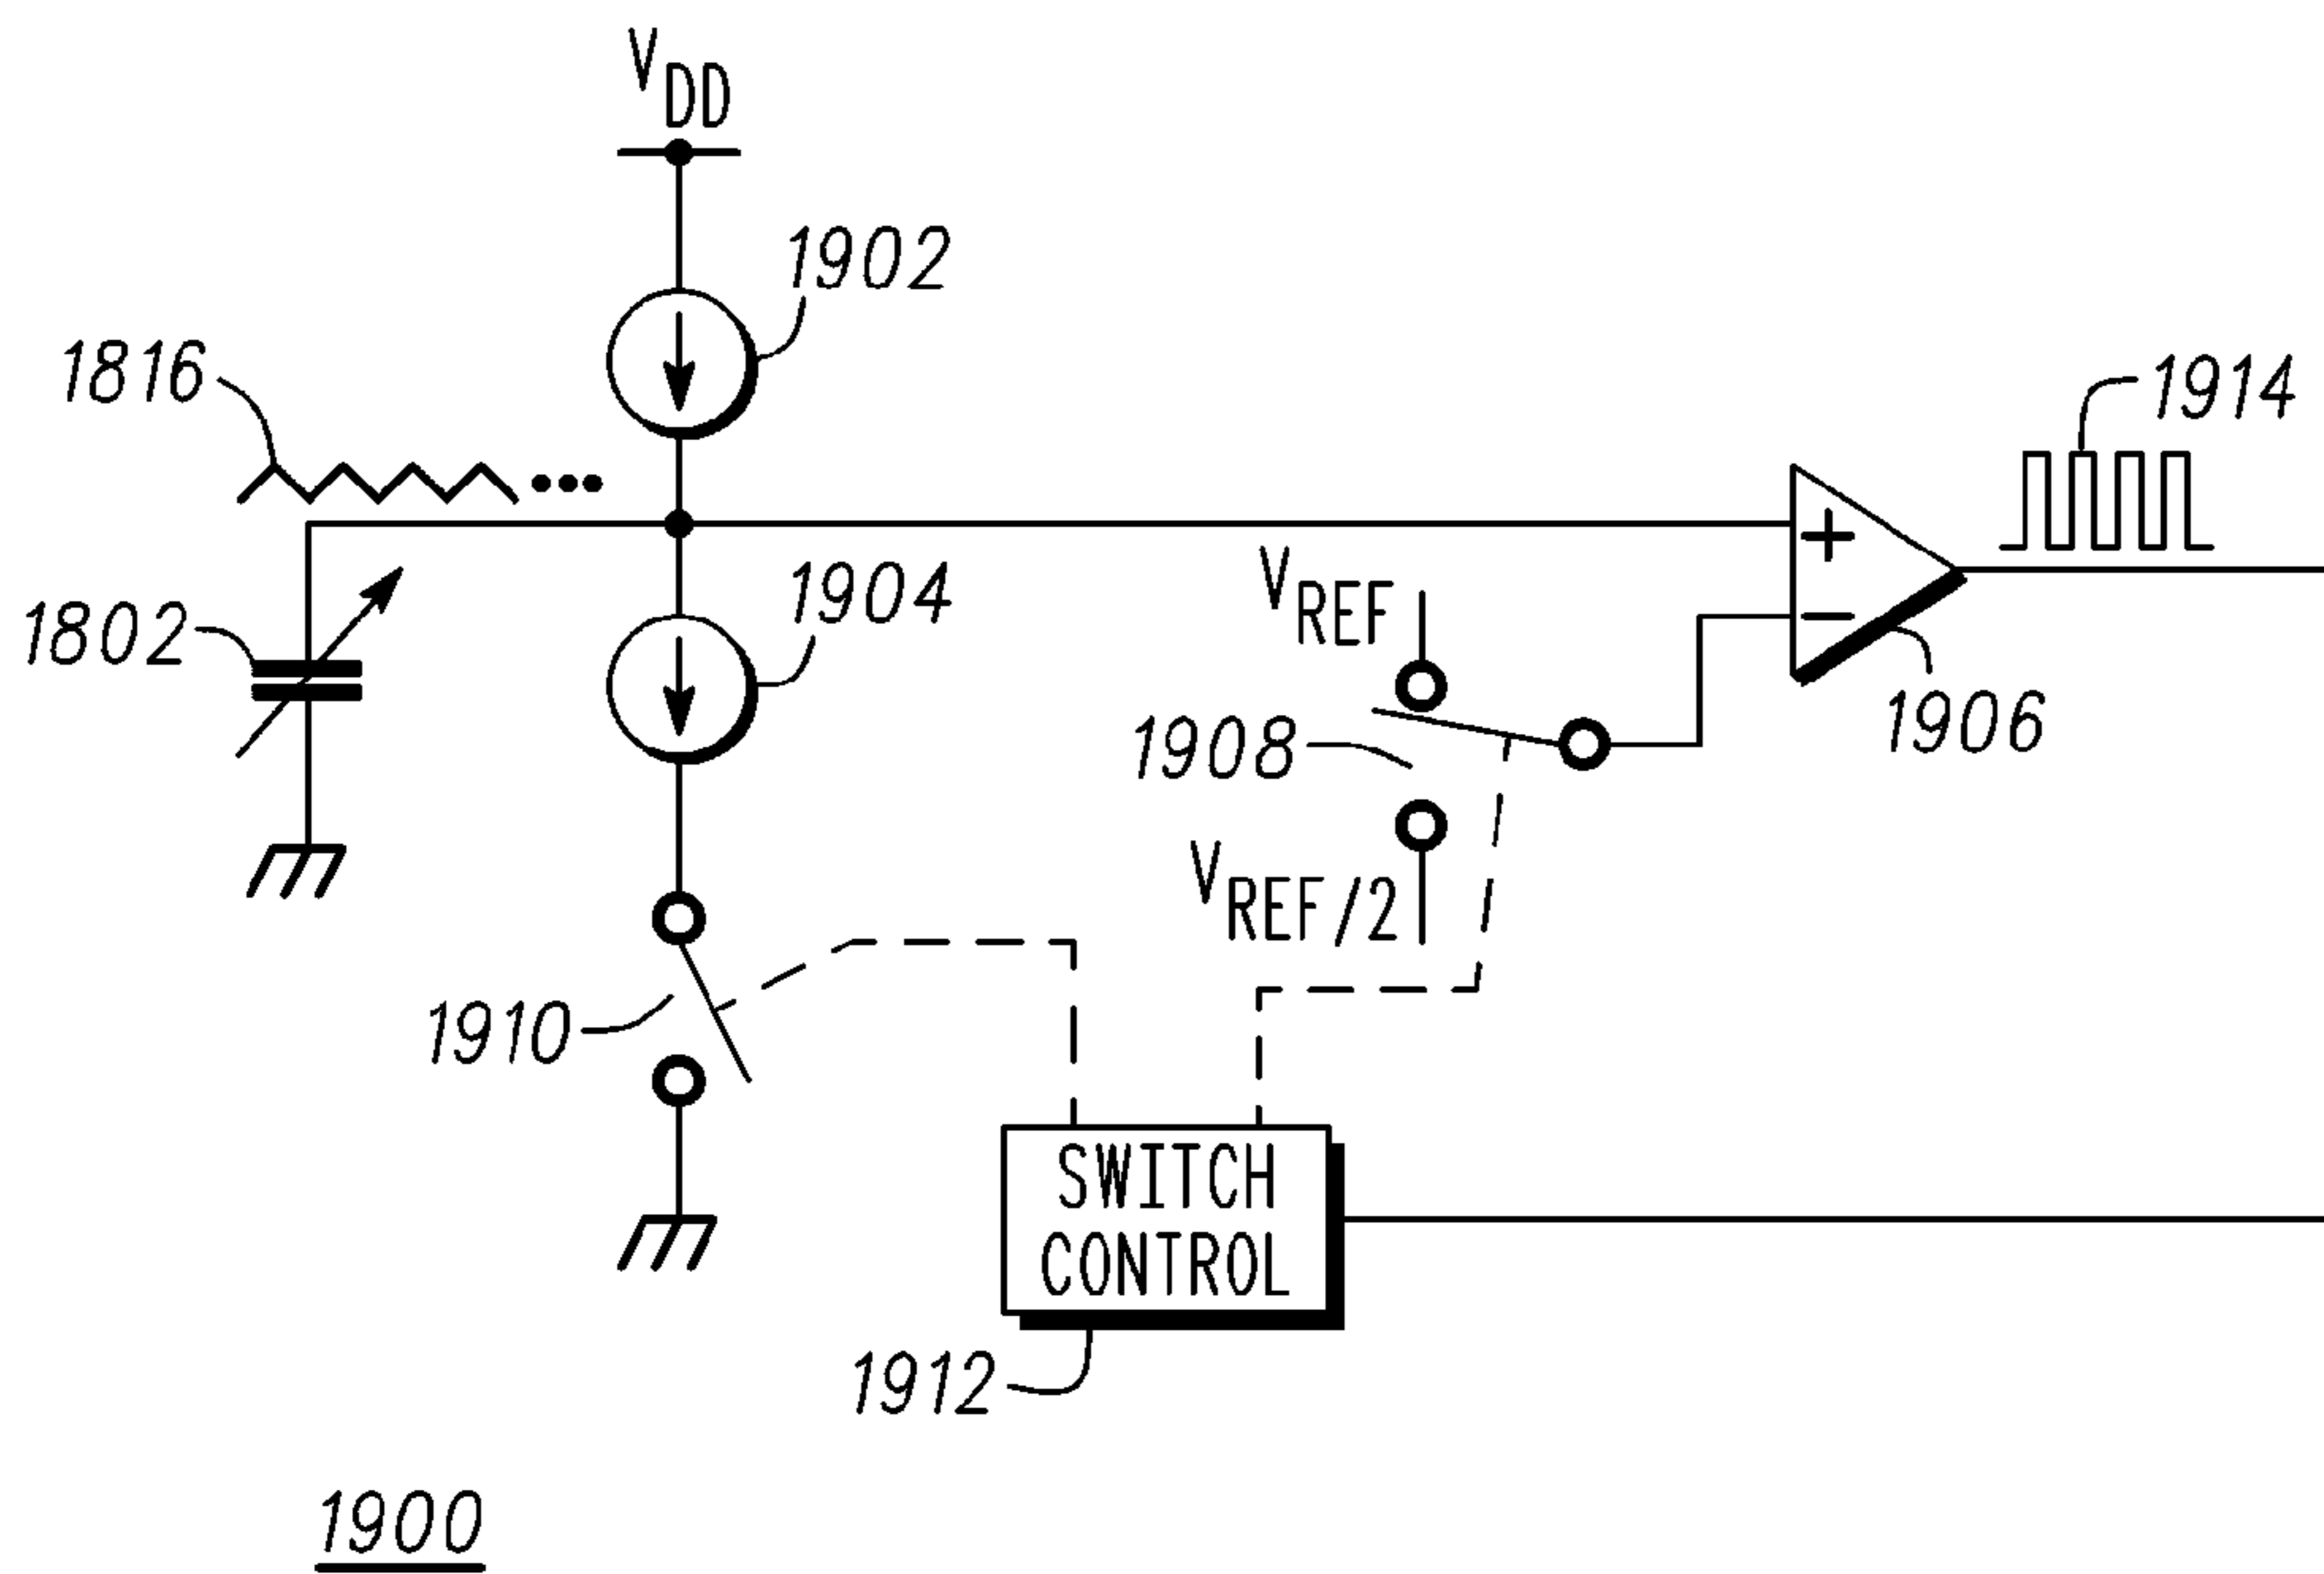 VDD
1902
1816
1914
1904
VREF
+
1802
−
1906
1908
VREF/2
1910
SWITCH
CONTROL
1912
1900